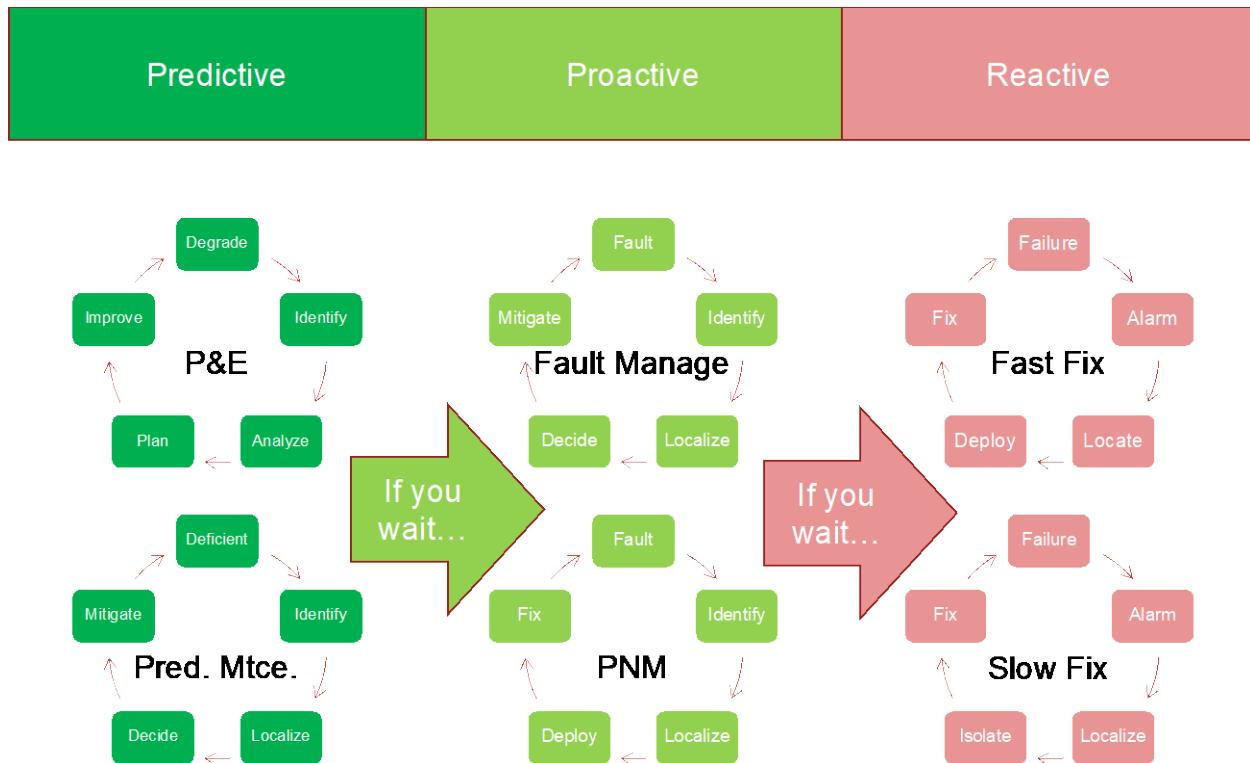 Predictive
Proactive
Reactive
Degrade
Identify
Analyze
Plan
Improve
P&E
Fault
Identify
Localize
Decide
Mitigate
Fault Manage
Failure
Alarm
Locate
Deploy
Fix
Fast Fix
If you
wait...
If you
wait...
Deficient
Identify
Localize
Decide
Mitigate
Pred. Mtce.
Fault
Identify
Localize
Deploy
Fix
PNM
Failure
Alarm
Localize
Isolate
Fix
Slow Fix